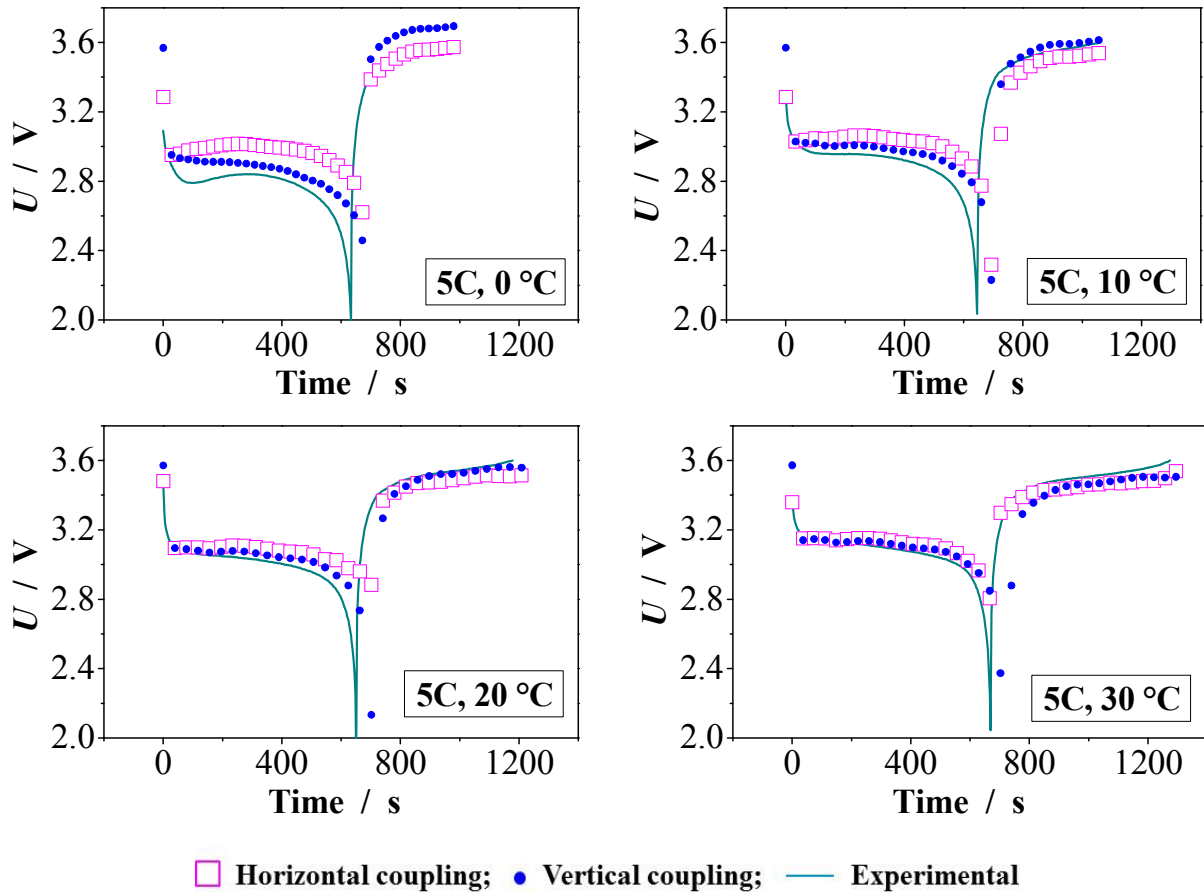 3.6
3.2
2.8
2.4
2.0
U / V
0 400 800 1200
Time / s
5C, 0 °C
3.6
3.2
2.8
2.4
2.0
U / V
0 400 800 1200
Time / s
5C, 10 °C
3.6
3.2
2.8
2.4
2.0
U / V
0 400 800 1200
Time / s
5C, 20 °C
3.6
3.2
2.8
2.4
2.0
U / V
0 400 800 1200
Time / s
5C, 30 °C
Horizontal coupling; Vertical coupling; Experimental